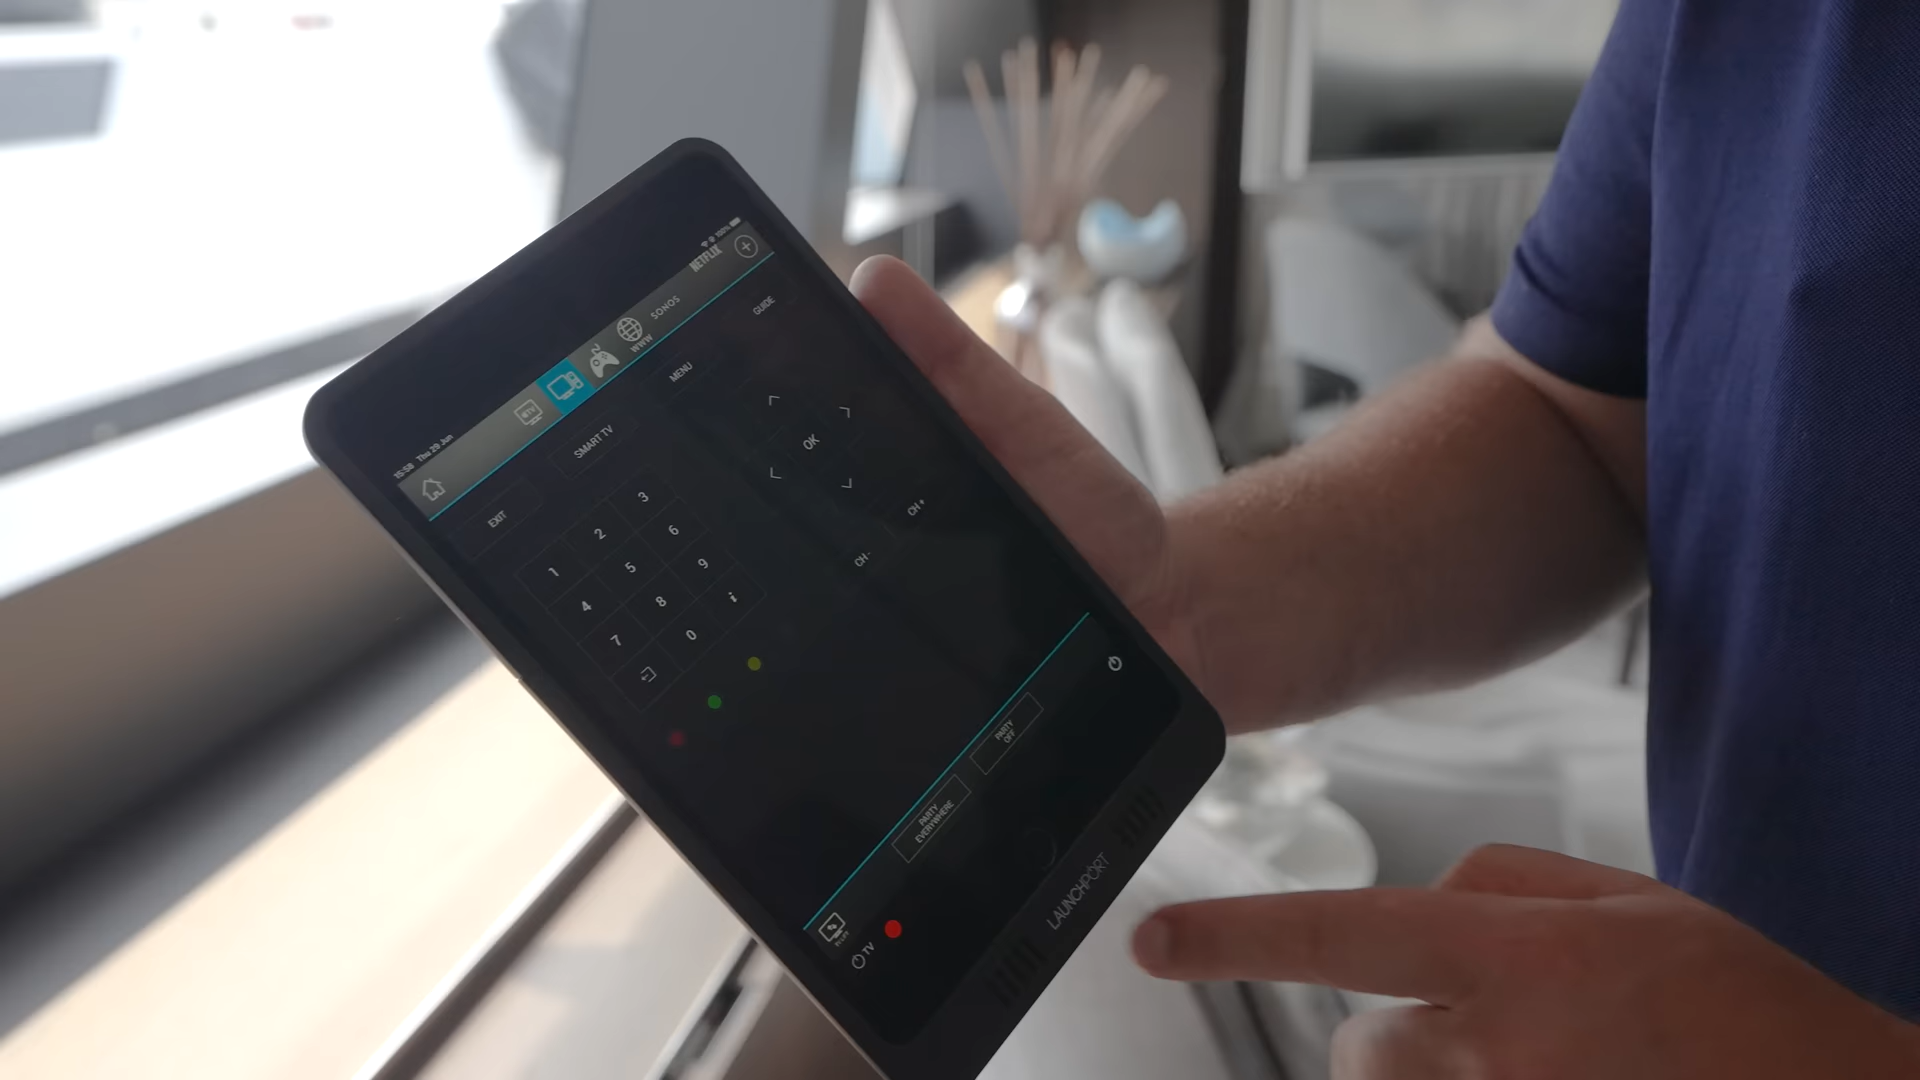 15:58 Thu 29 Jun
100%
tv
WWW
SONOS
NETFLIX
EXIT
SMART TV
MENU
GUIDE
1 2 3
4 5 6
7 8 9
0 i
OK
CH- CH+
PARTY
EVERYWHERE
PARTY
OFF
TV
LAUNCHPORT